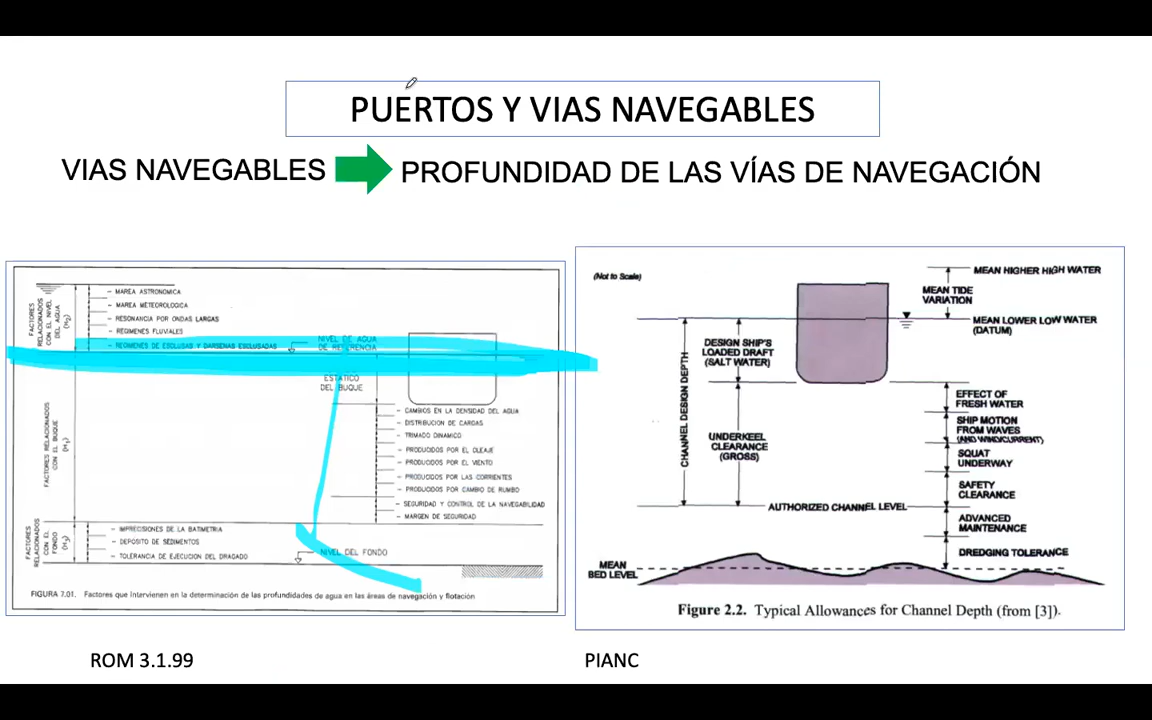 PUERTOS Y VIAS NAVEGABLES
VIAS NAVEGABLES
PROFUNDIDAD DE LAS VÍAS DE NAVEGACIÓN
FACTORES
RELACIONADOS
CON EL NIVEL
DEL AGUA
(H2)
- MAREA ASTRONOMICA
- MAREA METEOROLOGICA
- RESONANCIA POR ONDAS LARGAS
- REGIMENES FLUVIALES
- REGIMENES DE ESCLUSAS Y DARSENAS ESCLUSADAS
NIVEL DE AGUA
DE REFERENCIA
ESTATICO
DEL BUQUE
FACTORES RELACIONADOS
CON EL BUQUE
(H1)
- CAMBIOS EN LA DENSIDAD DEL AGUA
- DISTRIBUCION DE CARGAS
- TRIMADO DINAMICO
- PRODUCIDOS POR EL OLEAJE
- PRODUCIDOS POR EL VIENTO
- PRODUCIDOS POR LAS CORRIENTES
- PRODUCIDOS POR CAMBIO DE RUMBO
- SEGURIDAD Y CONTROL DE LA NAVEGABILIDAD
- MARGEN DE SEGURIDAD
FACTORES
RELACIONADOS
CON EL
FONDO
(H3)
- IMPRECISIONES DE LA BATIMETRIA
- DEPOSITO DE SEDIMENTOS
- TOLERANCIA DE EJECUCION DEL DRAGADO
NIVEL DEL FONDO
FIGURA 7.01. Factores que Intervienen en la determinación de las profundidades de agua en las áreas de navegación y flotación
ROM 3.1.99
(Not to Scale)
MEAN HIGHER HIGH WATER
MEAN TIDE
VARIATION
MEAN LOWER LOW WATER
(DATUM)
DESIGN SHIP'S
LOADED DRAFT
(SALT WATER)
CHANNEL DESIGN DEPTH
UNDERKEEL
CLEARANCE
(GROSS)
EFFECT OF
FRESH WATER
SHIP MOTION
FROM WAVES
(AND WIND/CURRENT)
SQUAT
UNDERWAY
SAFETY
CLEARANCE
AUTHORIZED CHANNEL LEVEL
ADVANCED
MAINTENANCE
DREDGING TOLERANCE
MEAN
BED LEVEL
Figure 2.2. Typical Allowances for Channel Depth (from [3]).
PIANC